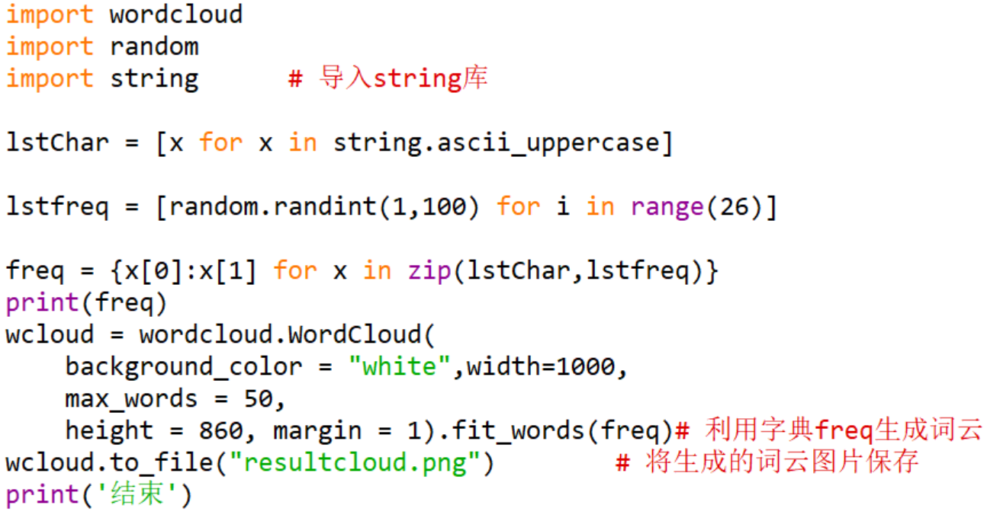 import wordcloud
import random
import string      # 导入string库
lstChar = [x for x in string.ascii_uppercase]
lstfreq = [random.randint(1,100) for i in range(26)]
freq = {x[0]:x[1] for x in zip(lstChar,lstfreq)}
print(freq)
wcloud = wordcloud.WordCloud(
    background_color = "white",width=1000,
    max_words = 50,
    height = 860, margin = 1).fit_words(freq)# 利用字典freq生成词云
wcloud.to_file("resultcloud.png")        # 将生成的词云图片保存
print('结束')